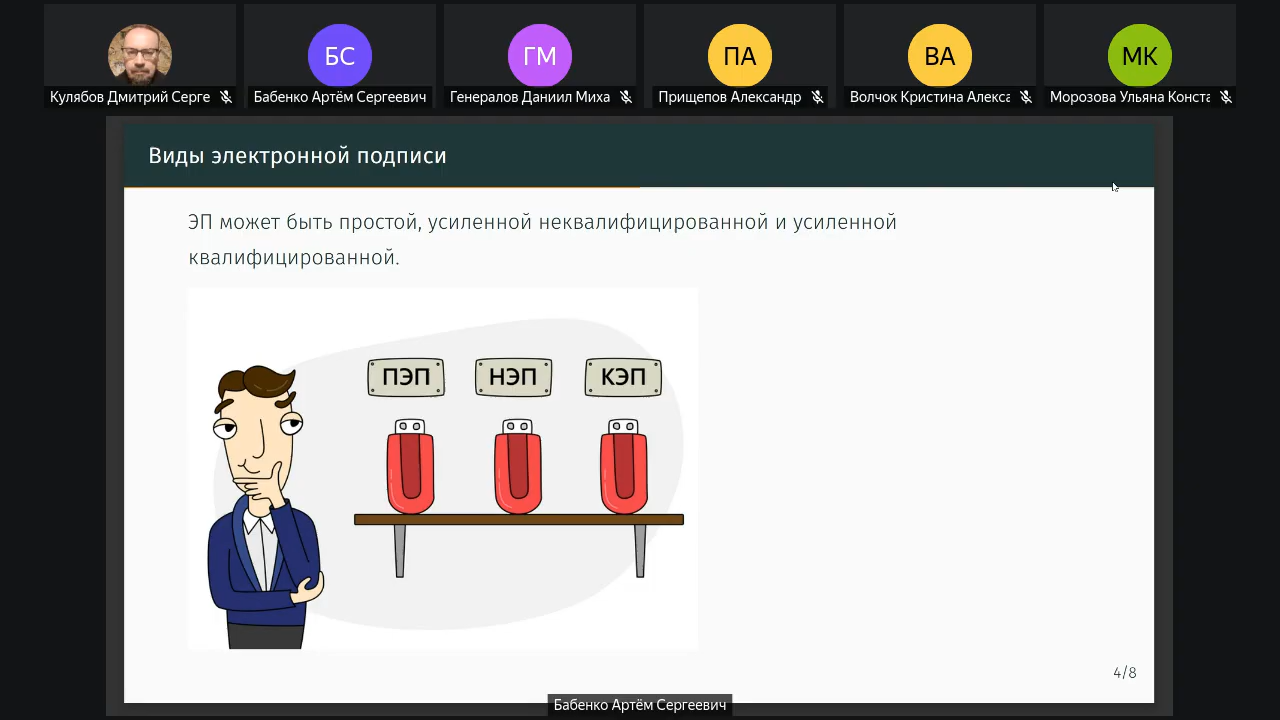 БС
ГМ
ПА
ВА
МК
Кулябов Дмитрий Серге
Бабенко Артём Сергеевич
Генералов Даниил Миха
Прищепов Александр
Волчок Кристина Алекса
Морозова Ульяна Конста
Виды электронной подписи
ЭП может быть простой, усиленной неквалифицированной и усиленной
квалифицированной.
ПЭП
НЭП
КЭП
4/8
Бабенко Артём Сергеевич